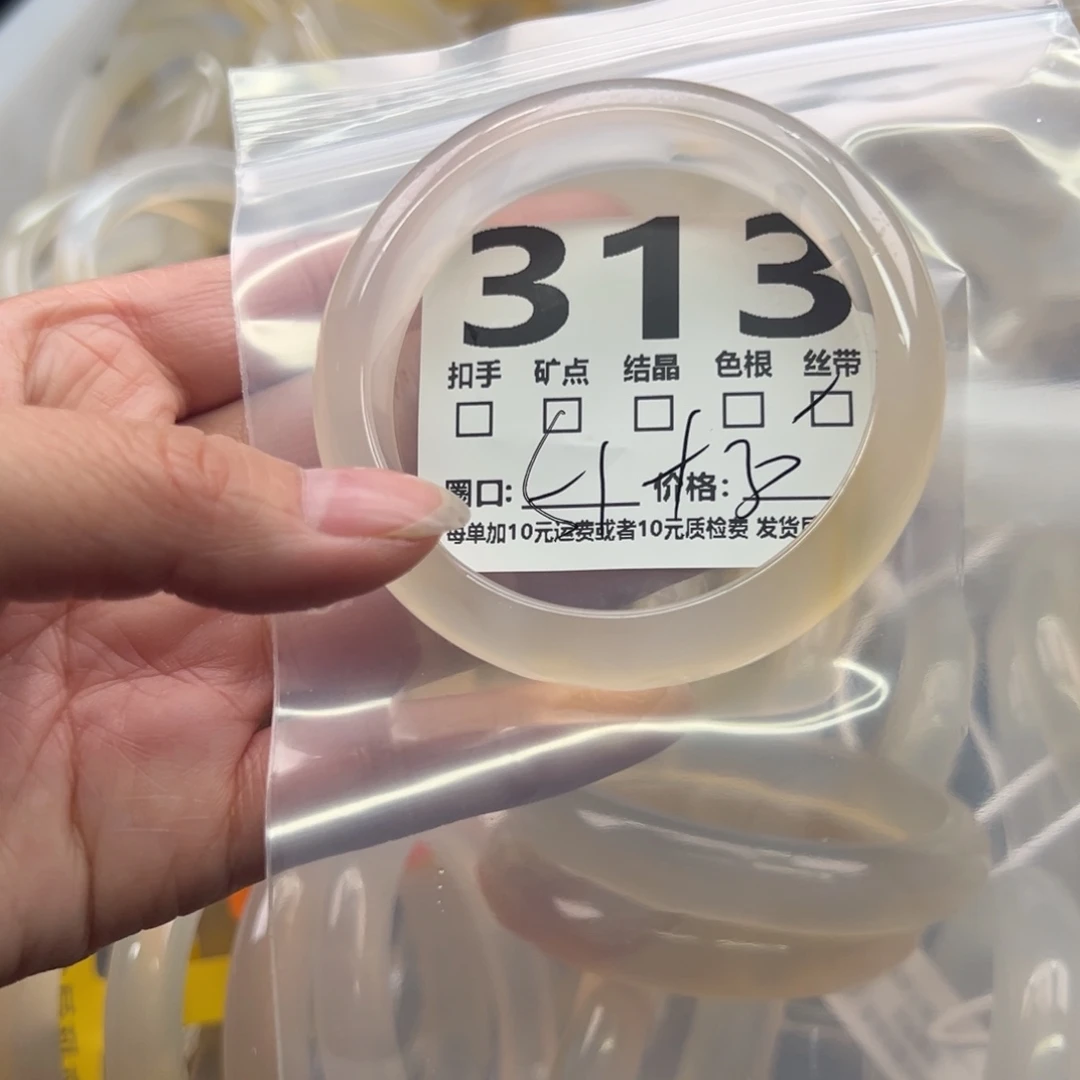 313
扣手 矿点 结晶 色根 丝带
圈口: 价格:
每单加10元运费或者10元质检费 发货